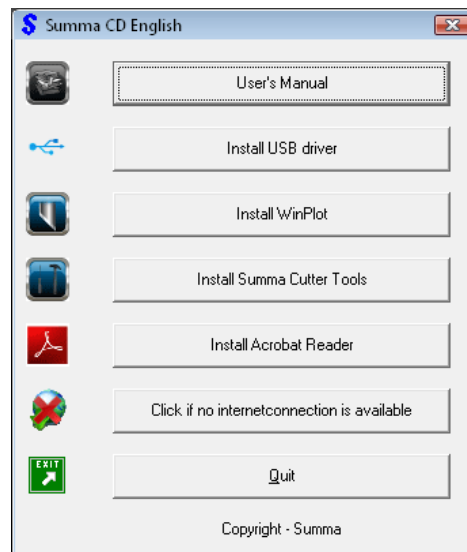 Summa CD English
User's Manual
Install USB driver
Install WinPlot
Install Summa Cutter Tools
Install Acrobat Reader
Click if no internetconnection is available
EXIT
Quit
Copyright - Summa